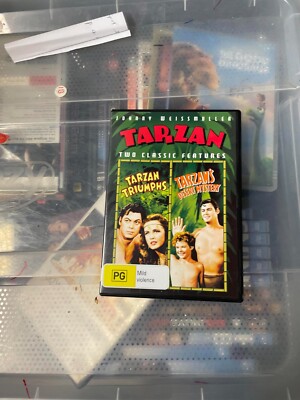 JOHNNY WEISSMULLER
TARZAN
TWO CLASSIC FEATURES
TARZAN TRIUMPHS
TARZAN'S DESERT MYSTERY
PG
Mild
violence